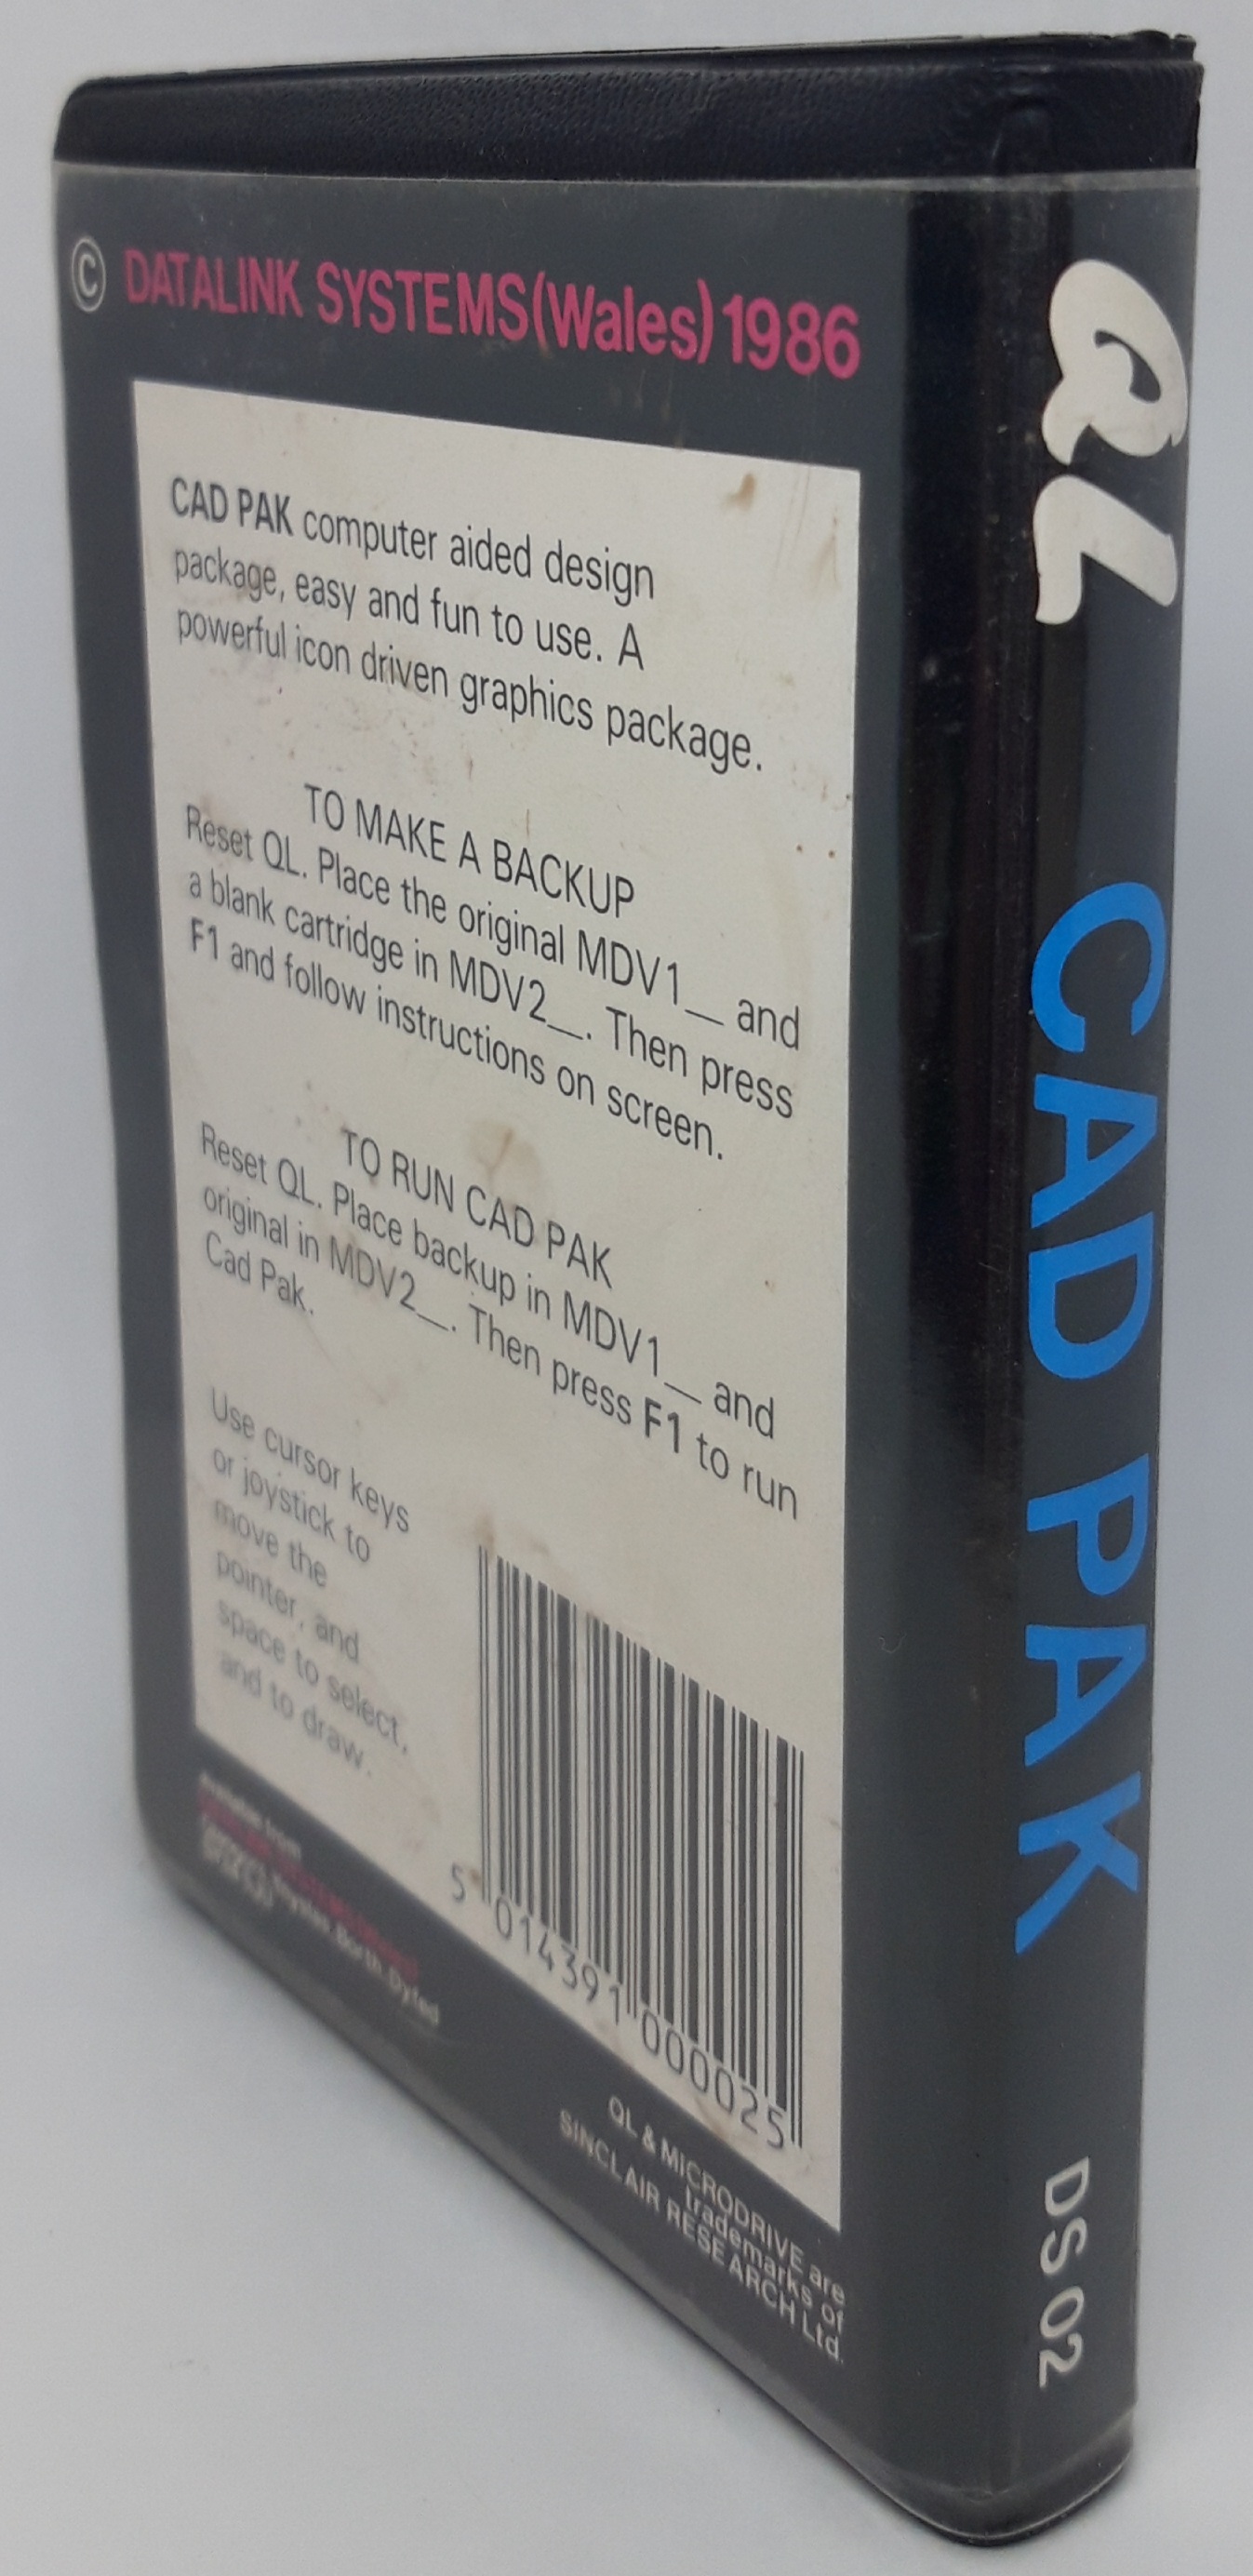 © DATALINK SYSTEMS (Wales) 1986
CAD PAK computer aided design
package, easy and fun to use. A
powerful icon driven graphics package.
TO MAKE A BACKUP
Reset QL. Place the original MDV1_ and
a blank cartridge in MDV2_. Then press
F1 and follow instructions on screen.
TO RUN CAD PAK
Reset QL. Place backup in MDV1_ and
original in MDV2_. Then press F1 to run
Cad Pak.
Use cursor keys
or joystick to
move the
pointer, and
space to select,
and to draw.
5 014391 000025
North Dyfed
QL & MICRODRIVE are
trademarks of
SINCLAIR RESEARCH Ltd.
QL
CAD PAK
DS 02